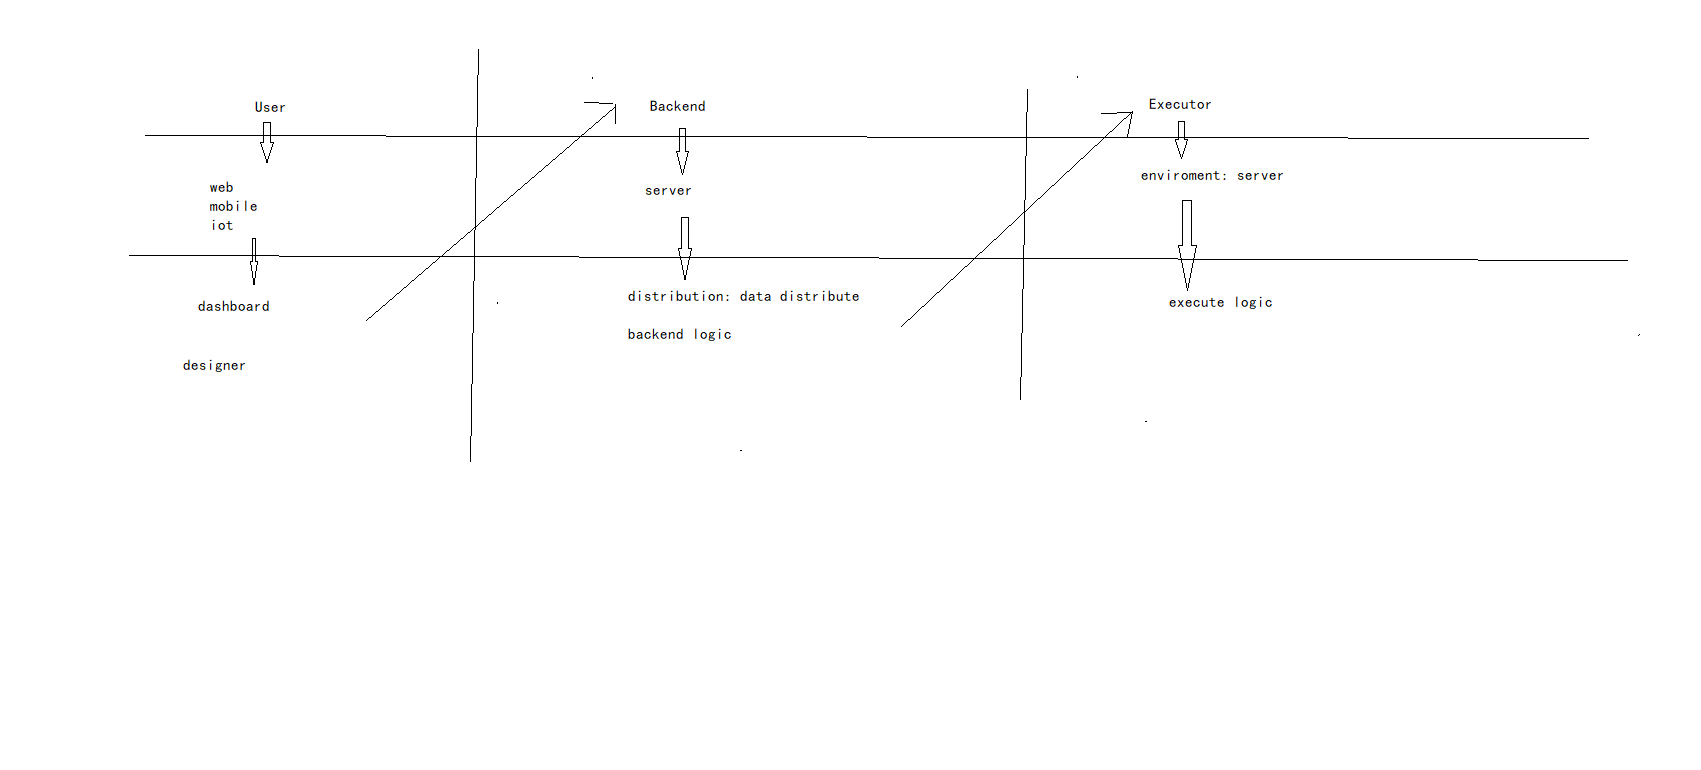 User
web
mobile
iot
dashboard
designer
Backend
server
distribution: data distribute
backend logic
Executor
enviroment: server
execute logic